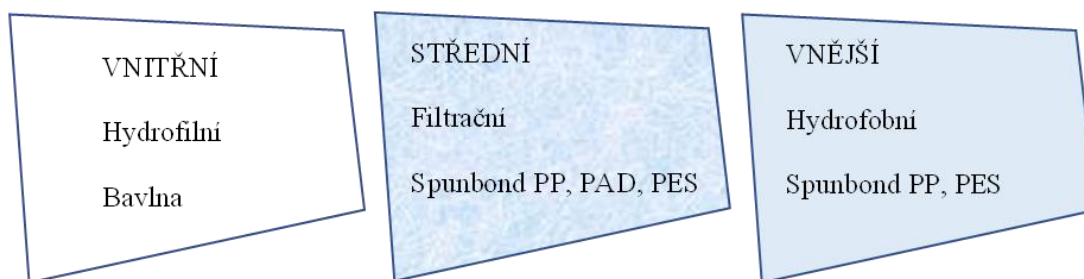 VNITŘNÍ
Hydrofilní
Bavlna
STŘEDNÍ
Filtrační
Spunbond PP, PAD, PES
VNĚJŠÍ
Hydrofobní
Spunbond PP, PES